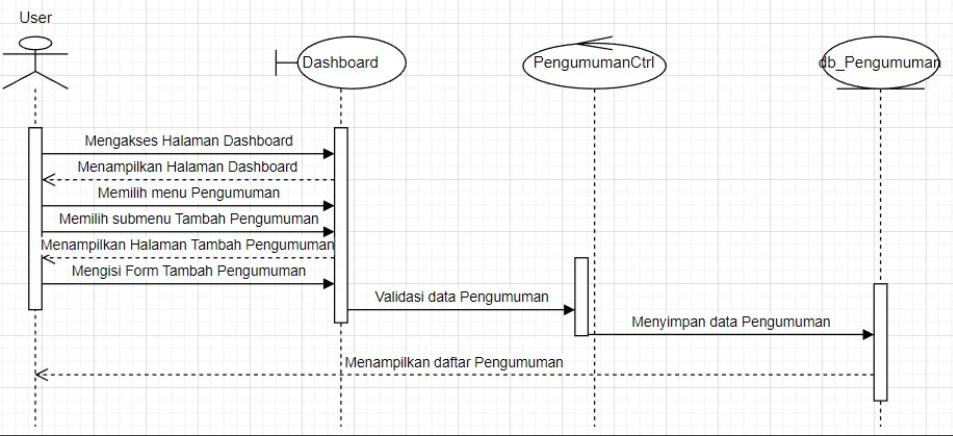 User
Dashboard
PengumumanCtrl
db_Pengumuman
Mengakses Halaman Dashboard
Menampilkan Halaman Dashboard
Memilih menu Pengumuman
Memilih submenu Tambah Pengumuman
Menampilkan Halaman Tambah Pengumuman
Mengisi Form Tambah Pengumuman
Validasi data Pengumuman
Menyimpan data Pengumuman
Menampilkan daftar Pengumuman